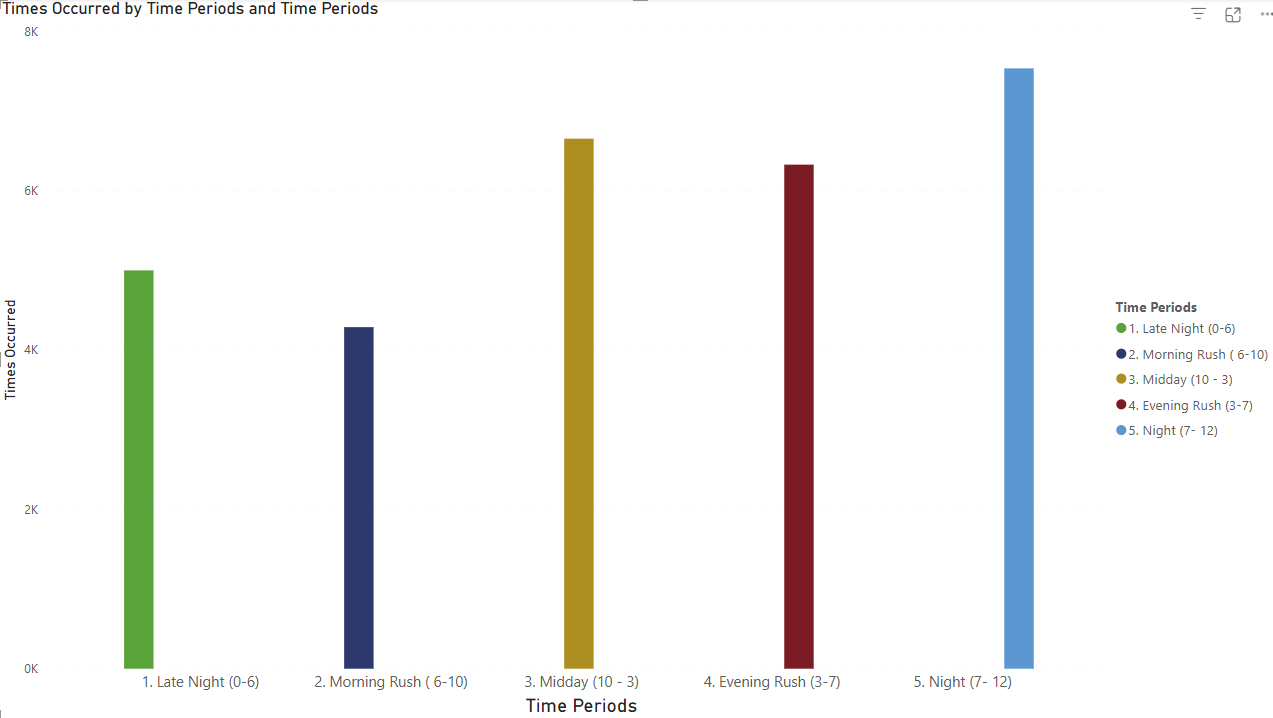 Times Occurred by Time Periods and Time Periods
8K
6K
4K
2K
0K
Times Occurred
1. Late Night (0-6)
2. Morning Rush ( 6-10)
3. Midday (10 - 3)
4. Evening Rush (3-7)
5. Night (7- 12)
Time Periods
Time Periods
1. Late Night (0-6)
2. Morning Rush ( 6-10)
3. Midday (10 - 3)
4. Evening Rush (3-7)
5. Night (7- 12)